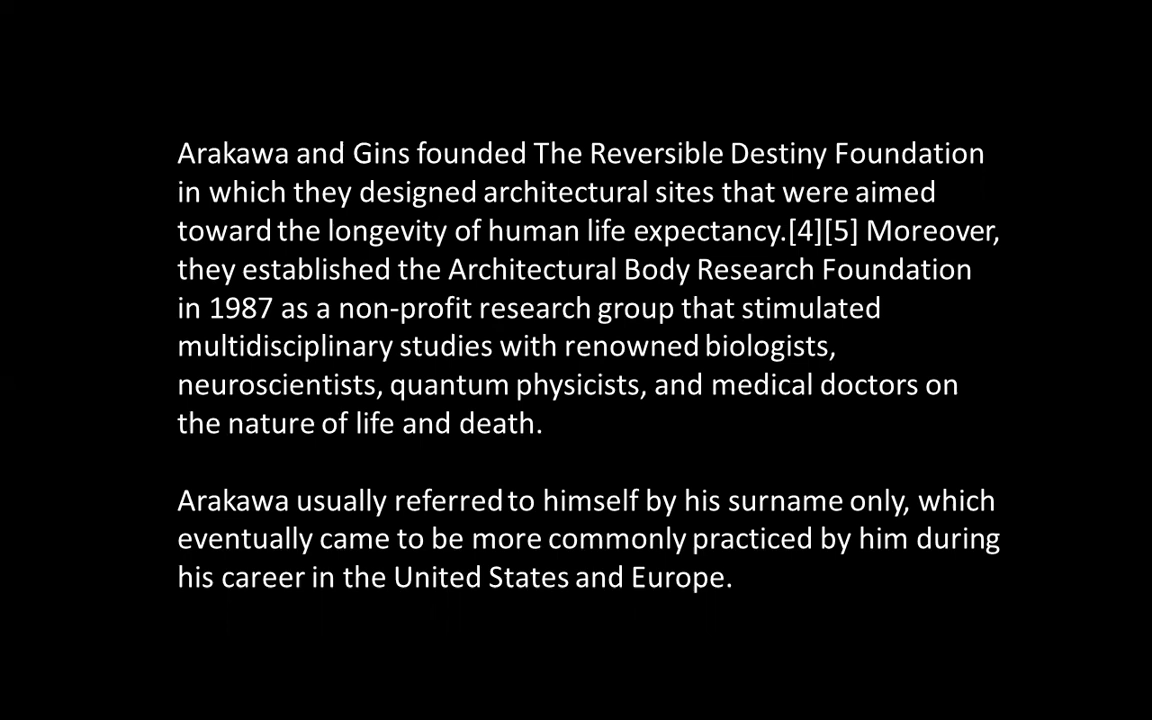 Arakawa and Gins founded The Reversible Destiny Foundation
in which they designed architectural sites that were aimed
toward the longevity of human life expectancy.[4][5] Moreover,
they established the Architectural Body Research Foundation
in 1987 as a non-profit research group that stimulated
multidisciplinary studies with renowned biologists,
neuroscientists, quantum physicists, and medical doctors on
the nature of life and death.
Arakawa usually referred to himself by his surname only, which
eventually came to be more commonly practiced by him during
his career in the United States and Europe.